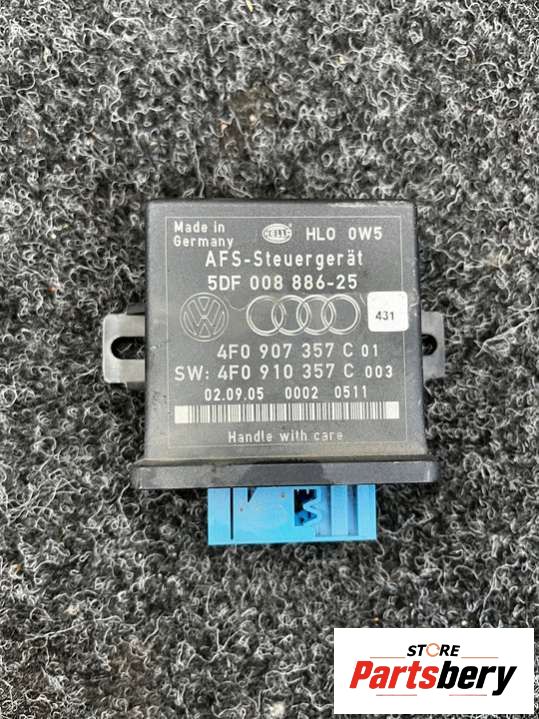 Made in
Germany
HELLA
HL0 0W5
AFS-Steuergerät
5DF 008 886-25
431
4F0 907 357 C 01
SW: 4F0 910 357 C 003
02.09.05 0002 0511
Handle with care
STORE
Partsbery